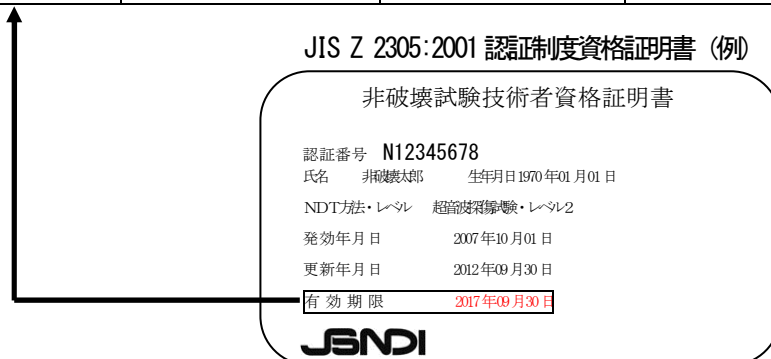 JIS Z 2305:2001 認証制度資格証明書 (例)
非破壊試験技術者資格証明書
認証番号 N12345678
氏名 非破壊太郎 生年月日1970年01月01日
NDT方法・レベル 超音波探傷試験・レベル2
発効年月日 2007年10月01日
更新年月日 2012年09月30日
有効期限 2017年09月30日
JSNDI